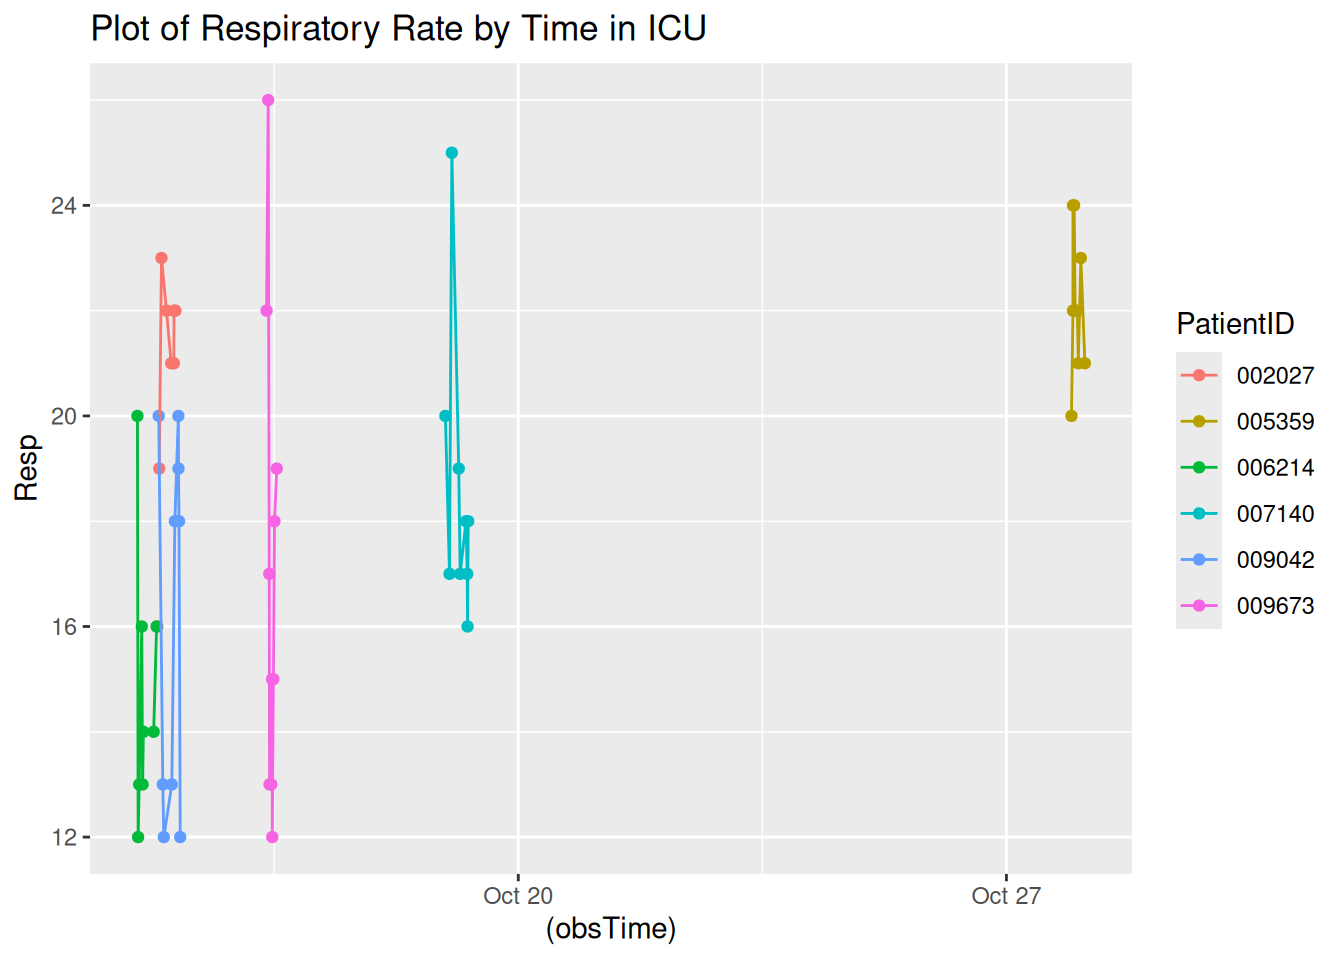 Plot of Respiratory Rate by Time in ICU
24
20
16
12
Resp
Oct 20
Oct 27
(obsTime)
PatientID
002027
005359
006214
007140
009042
009673